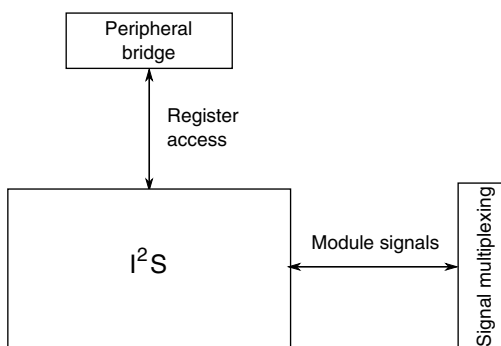 Peripheral
bridge
Register
access
I²S
Module signals
Signal multiplexing